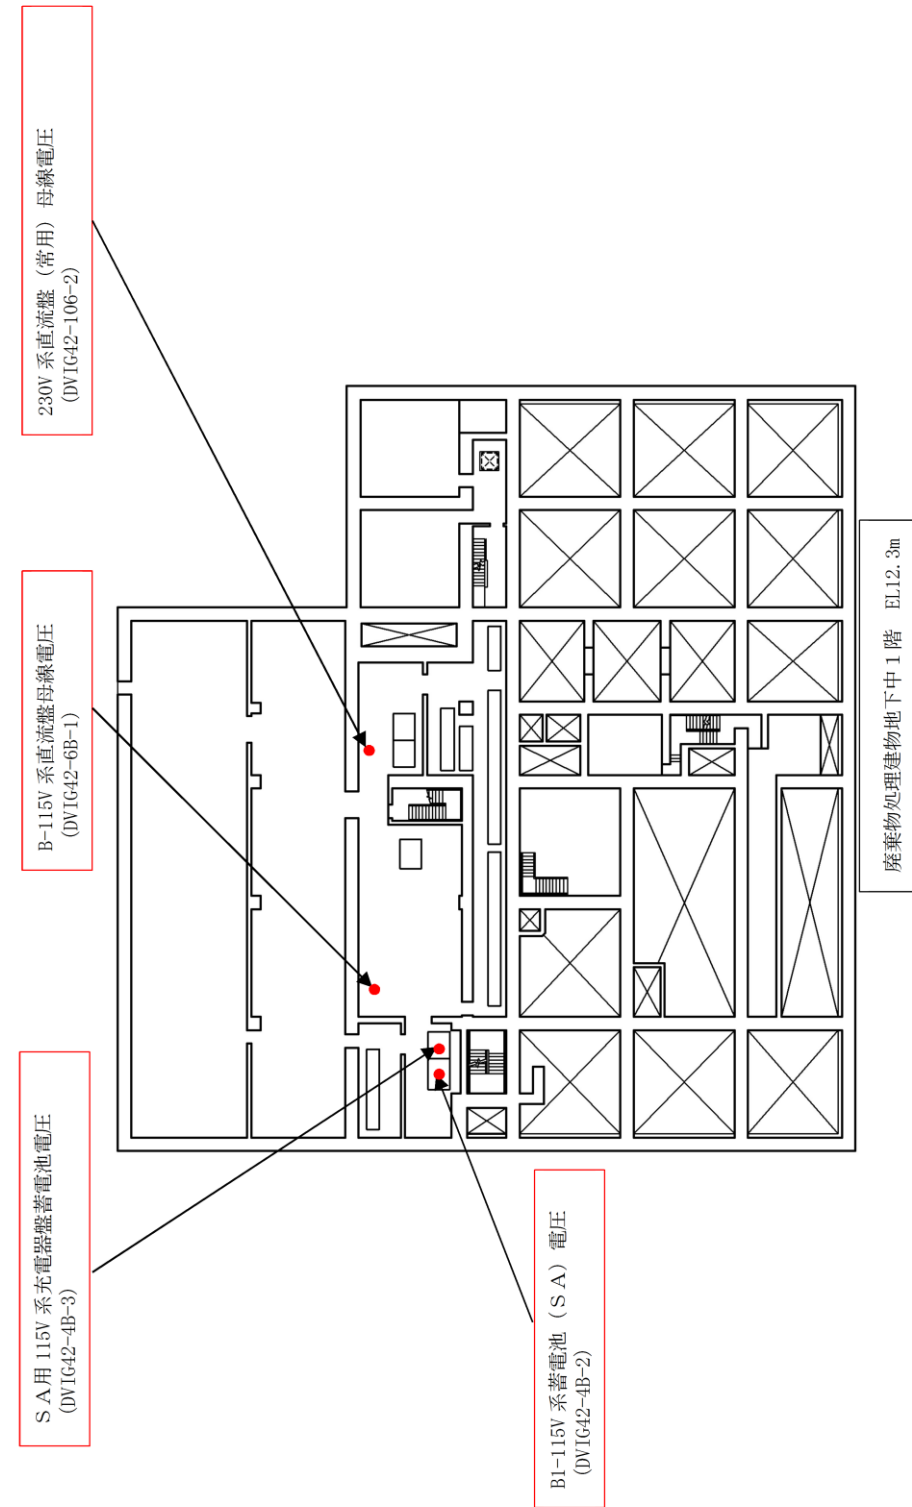 ＳＡ用 115V 系充電器盤蓄電池電圧
(DVIG42-4B-3)
B-115V 系直流盤母線電圧
(DVIG42-6B-1)
230V 系直流盤（常用）母線電圧
(DVIG42-106-2)
B1-115V 系蓄電池（ＳＡ）電圧
(DVIG42-4B-2)
廃棄物処理建物地下中１階　EL12.3m